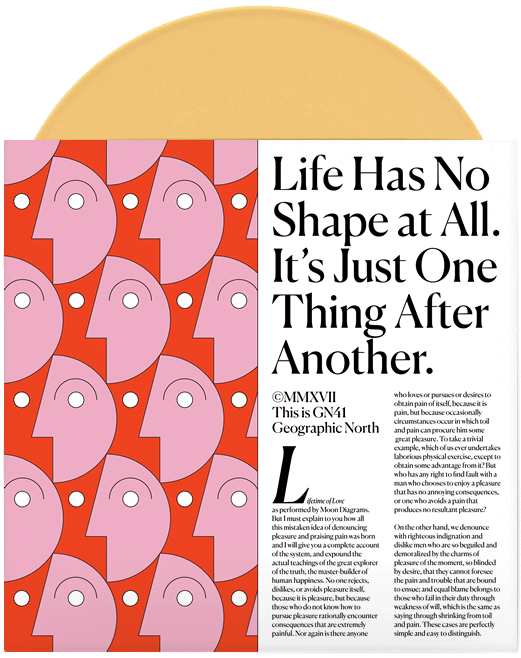 Life Has No
Shape at All.
It's Just One
Thing After
Another.
©MMXVII
This is GN41
Geographic North
Lifetime of Love
as performed by Moon Diagrams.
But I must explain to you how all
this mistaken idea of denouncing
pleasure and praising pain was born
and I will give you a complete account
of the system, and expound the
actual teachings of the great explorer
of the truth, the master-builder of
human happiness. No one rejects,
dislikes, or avoids pleasure itself,
because it is pleasure, but because
those who do not know how to
pursue pleasure rationally encounter
consequences that are extremely
painful. Nor again is there anyone
who loves or pursues or desires to
obtain pain of itself, because it is
pain, but because occasionally
circumstances occur in which toil
and pain can procure him some
great pleasure. To take a trivial
example, which of us ever undertakes
laborious physical exercise, except to
obtain some advantage from it? But
who has any right to find fault with a
man who chooses to enjoy a pleasure
that has no annoying consequences,
or one who avoids a pain that
produces no resultant pleasure?
On the other hand, we denounce
with righteous indignation and
dislike men who are so beguiled and
demoralized by the charms of
pleasure of the moment, so blinded
by desire, that they cannot foresee
the pain and trouble that are bound
to ensue; and equal blame belongs to
those who fail in their duty through
weakness of will, which is the same as
saying through shrinking from toil
and pain. These cases are perfectly
simple and easy to distinguish.